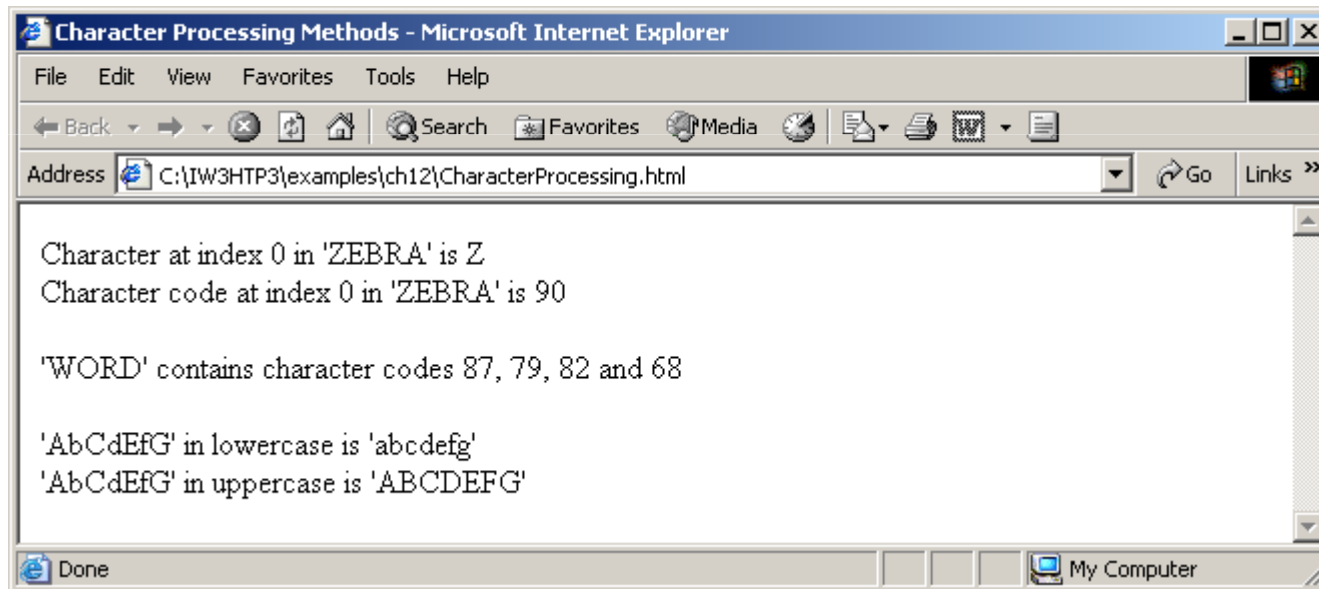 Character Processing Methods - Microsoft Internet Explorer
File Edit View Favorites Tools Help
Back Search Favorites Media W
Address C:\IW3HTP3\examples\ch12\CharacterProcessing.html Go Links »
Character at index 0 in 'ZEBRA' is Z
Character code at index 0 in 'ZEBRA' is 90
'WORD' contains character codes 87, 79, 82 and 68
'AbCdEfG' in lowercase is 'abcdefg'
'AbCdEfG' in uppercase is 'ABCDEFG'
Done My Computer